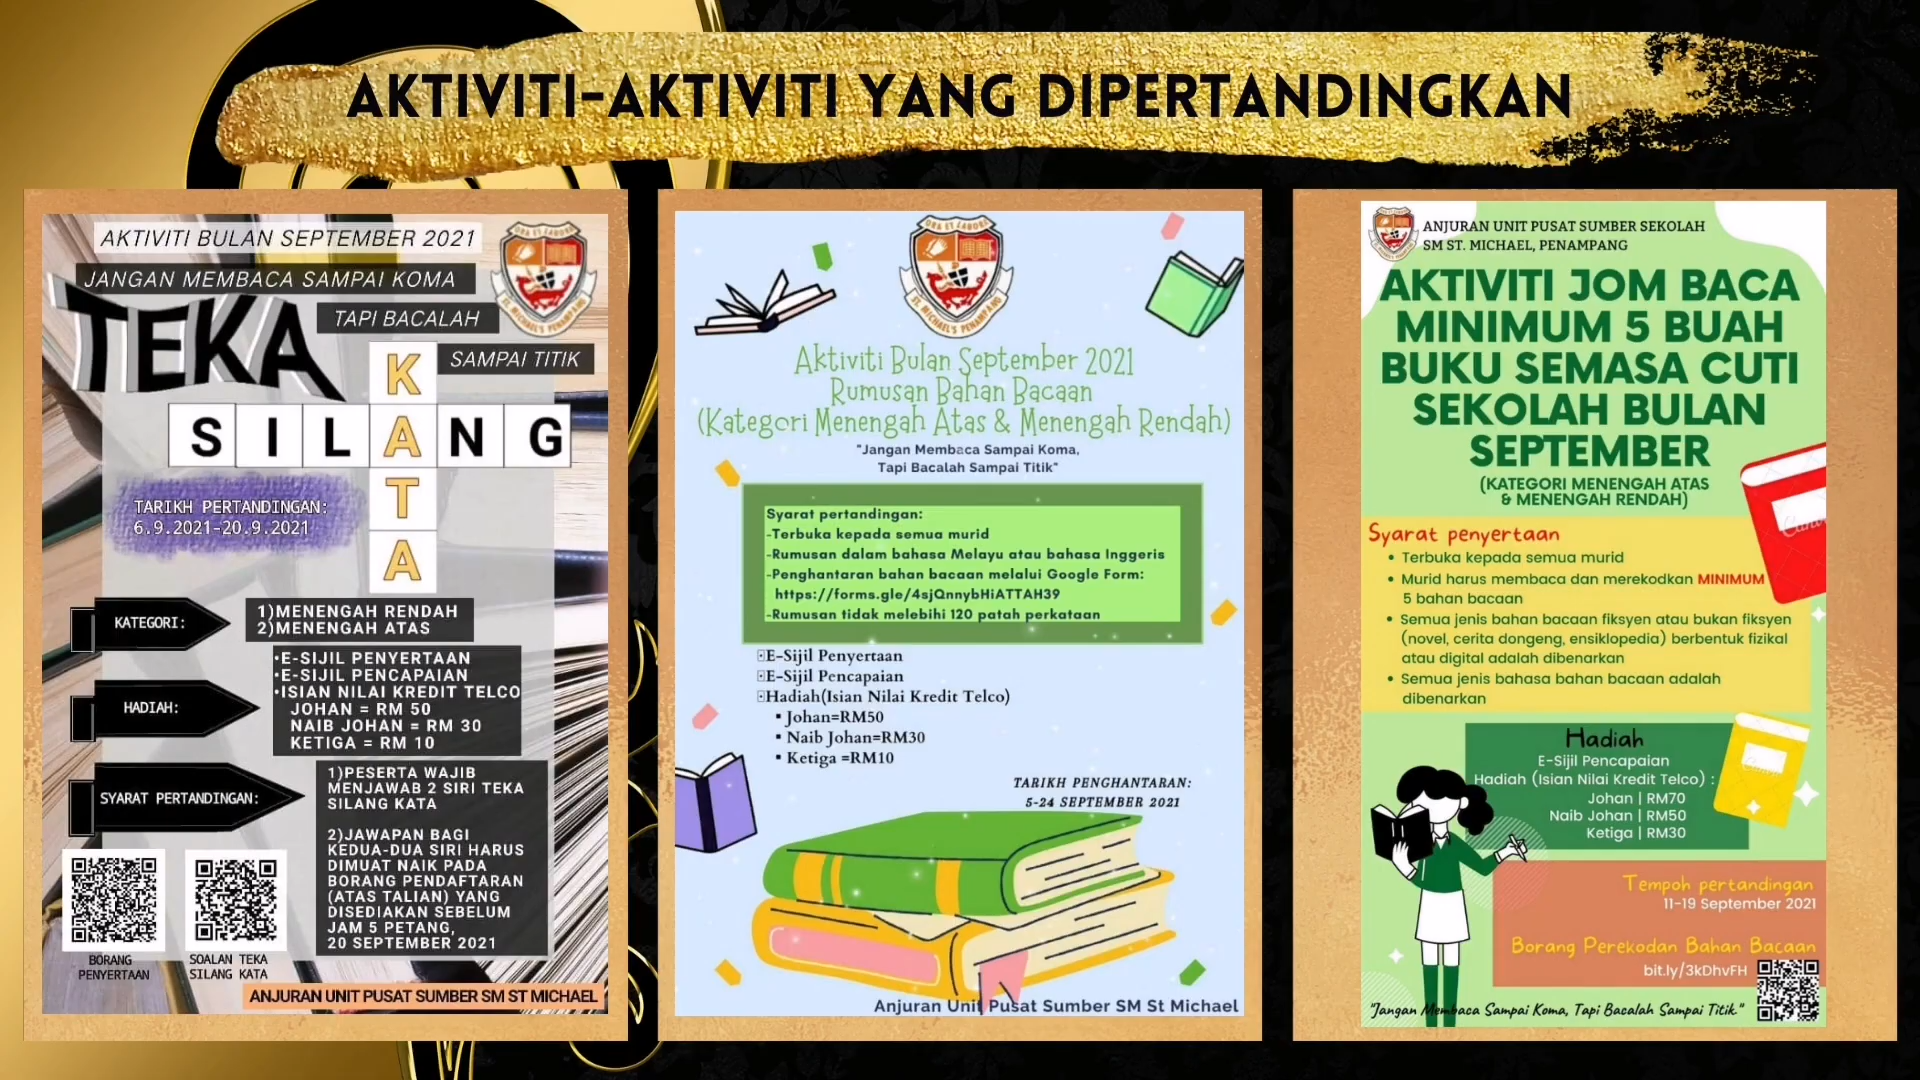 AKTIVITI-AKTIVITI YANG DIPERTANDINGKAN
AKTIVITI BULAN SEPTEMBER 2021
JANGAN MEMBACA SAMPAI KOMA
TAPI BACALAH
SAMPAI TITIK
TEKA
SILANG
KATA
TARIKH PERTANDINGAN:
6.9.2021-20.9.2021
KATEGORI:
1)MENENGAH RENDAH
2)MENENGAH ATAS
HADIAH:
•E-SIJIL PENYERTAAN
•E-SIJIL PENCAPAIAN
•ISIAN NILAI KREDIT TELCO
JOHAN = RM 50
NAIB JOHAN = RM 30
KETIGA = RM 10
SYARAT PERTANDINGAN:
1)PESERTA WAJIB
MENJAWAB 2 SIRI TEKA
SILANG KATA
2)JAWAPAN BAGI
KEDUA-DUA SIRI HARUS
DIMUAT NAIK PADA
BORANG PENDAFTARAN
(ATAS TALIAN) YANG
DISEDIAKAN SEBELUM
JAM 5 PETANG,
20 SEPTEMBER 2021
BORANG
PENYERTAAN
SOALAN TEKA
SILANG KATA
ANJURAN UNIT PUSAT SUMBER SM ST MICHAEL
ORA ET LABORA
ST. MICHAEL'S PENAMPANG
Aktiviti Bulan September 2021
Rumusan Bahan Bacaan
(Kategori Menengah Atas & Menengah Rendah)
"Jangan Membaca Sampai Koma,
Tapi Bacalah Sampai Titik"
Syarat pertandingan:
-Terbuka kepada semua murid
-Rumusan dalam bahasa Melayu atau bahasa Inggeris
-Penghantaran bahan bacaan melalui Google Form:
https://forms.gle/4sjQnnybHiATTAH39
-Rumusan tidak melebihi 120 patah perkataan
E-Sijil Penyertaan
E-Sijil Pencapaian
Hadiah(Isian Nilai Kredit Telco)
▪ Johan=RM50
▪ Naib Johan=RM30
▪ Ketiga =RM10
TARIKH PENGHANTARAN:
5-24 SEPTEMBER 2021
Anjuran Unit Pusat Sumber SM St Michael
ANJURAN UNIT PUSAT SUMBER SEKOLAH
SM ST. MICHAEL, PENAMPANG
AKTIVITI JOM BACA
MINIMUM 5 BUAH
BUKU SEMASA CUTI
SEKOLAH BULAN
SEPTEMBER
(KATEGORI MENENGAH ATAS
& MENENGAH RENDAH)
Syarat penyertaan
• Terbuka kepada semua murid
• Murid harus membaca dan merekodkan MINIMUM
5 bahan bacaan
• Semua jenis bahan bacaan fiksyen atau bukan fiksyen
(novel, cerita dongeng, ensiklopedia) berbentuk fizikal
atau digital adalah dibenarkan
• Semua jenis bahasa bahan bacaan adalah
dibenarkan
Hadiah
E-Sijil Pencapaian
Hadiah (Isian Nilai Kredit Telco) :
Johan | RM70
Naib Johan | RM50
Ketiga | RM30
Tempoh pertandingan
11-19 September 2021
Borang Perekodan Bahan Bacaan
bit.ly/3kDhvFH
"Jangan Membaca Sampai Koma, Tapi Bacalah Sampai Titik"